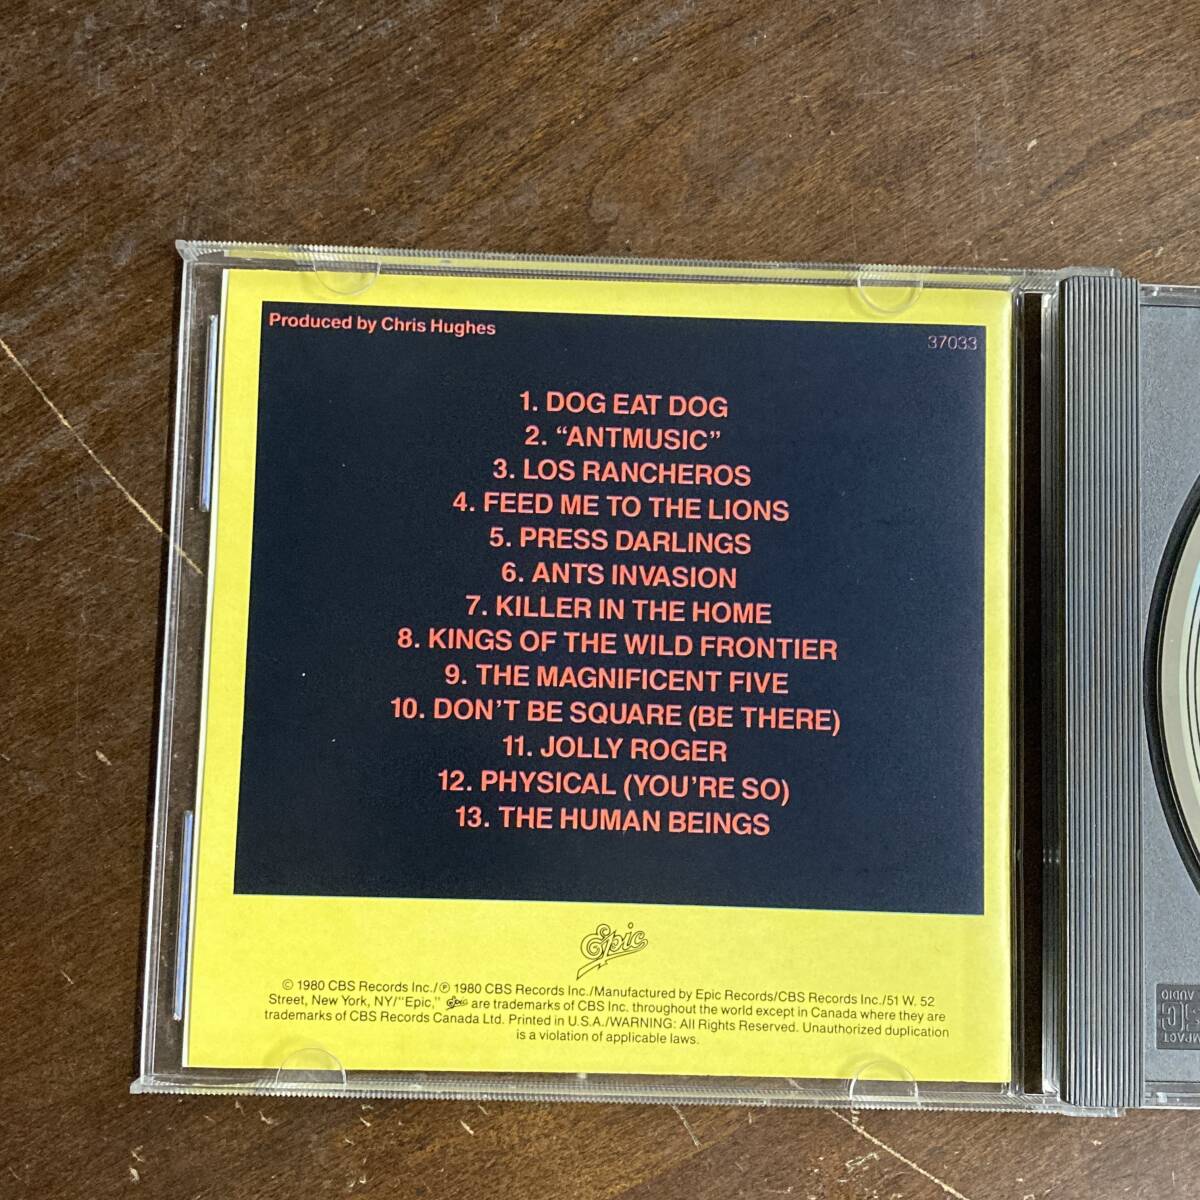 Produced by Chris Hughes
37033
1. DOG EAT DOG
2. “ANTMUSIC”
3. LOS RANCHEROS
4. FEED ME TO THE LIONS
5. PRESS DARLINGS
6. ANTS INVASION
7. KILLER IN THE HOME
8. KINGS OF THE WILD FRONTIER
9. THE MAGNIFICENT FIVE
10. DON'T BE SQUARE (BE THERE)
11. JOLLY ROGER
12. PHYSICAL (YOU'RE SO)
13. THE HUMAN BEINGS
Epic
© 1980 CBS Records Inc./℗ 1980 CBS Records Inc./Manufactured by Epic Records/CBS Records Inc./51 W. 52
Street, New York, NY/"Epic," Epic are trademarks of CBS Inc. throughout the world except in Canada where they are
trademarks of CBS Records Canada Ltd. Printed in U.S.A./WARNING: All Rights Reserved. Unauthorized duplication
is a violation of applicable laws.